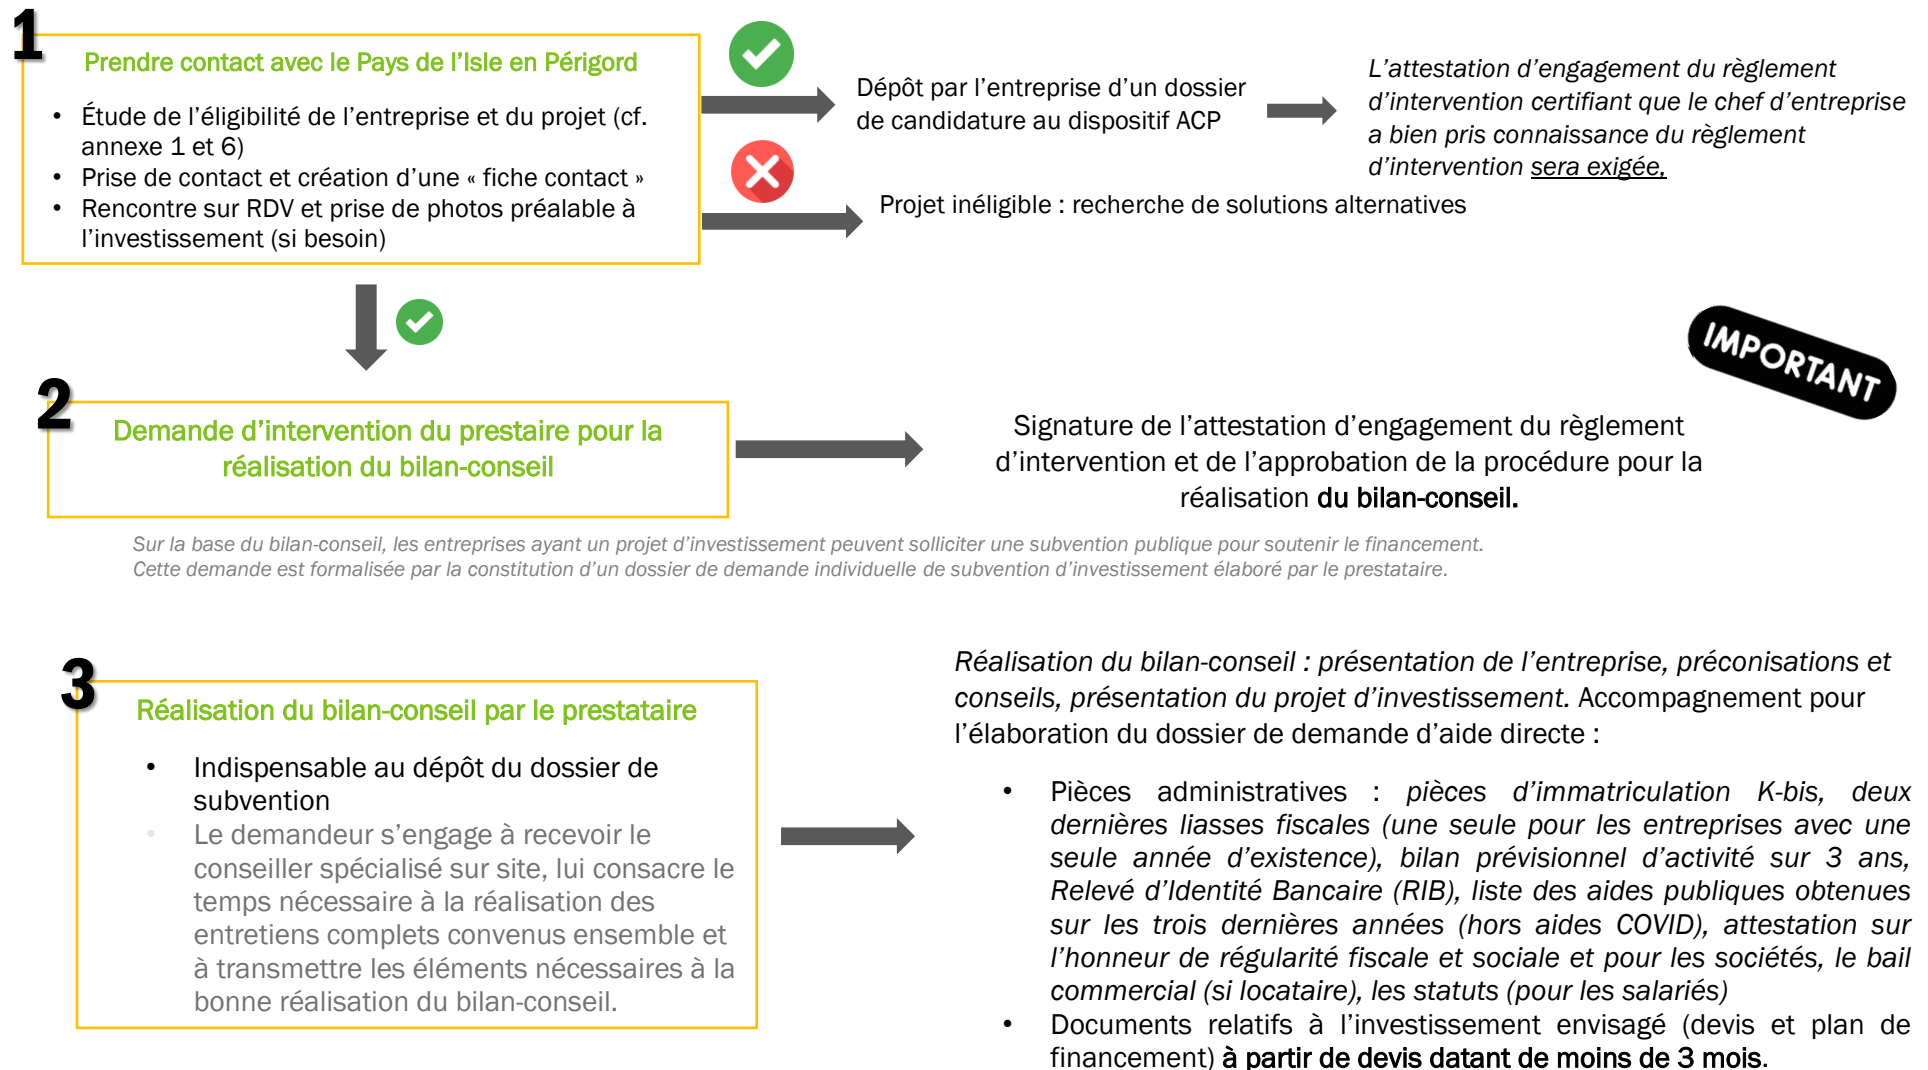 1
Prendre contact avec le Pays de l’Isle en Périgord
• Étude de l’éligibilité de l’entreprise et du projet (cf.
annexe 1 et 6)
• Prise de contact et création d’une « fiche contact »
• Rencontre sur RDV et prise de photos préalable à
l’investissement (si besoin)
Dépôt par l’entreprise d’un dossier
de candidature au dispositif ACP
L’attestation d’engagement du règlement
d’intervention certifiant que le chef d’entreprise
a bien pris connaissance du règlement
d’intervention sera exigée,
Projet inéligible : recherche de solutions alternatives
IMPORTANT
2
Demande d’intervention du prestaire pour la
réalisation du bilan-conseil
Signature de l’attestation d’engagement du règlement
d’intervention et de l’approbation de la procédure pour la
réalisation du bilan-conseil.
Sur la base du bilan-conseil, les entreprises ayant un projet d’investissement peuvent solliciter une subvention publique pour soutenir le financement.
Cette demande est formalisée par la constitution d’un dossier de demande individuelle de subvention d’investissement élaboré par le prestataire.
3
Réalisation du bilan-conseil par le prestataire
• Indispensable au dépôt du dossier de
subvention
• Le demandeur s’engage à recevoir le
conseiller spécialisé sur site, lui consacre le
temps nécessaire à la réalisation des
entretiens complets convenus ensemble et
à transmettre les éléments nécessaires à la
bonne réalisation du bilan-conseil.
Réalisation du bilan-conseil : présentation de l’entreprise, préconisations et
conseils, présentation du projet d’investissement. Accompagnement pour
l’élaboration du dossier de demande d’aide directe :
• Pièces administratives : pièces d’immatriculation K-bis, deux
dernières liasses fiscales (une seule pour les entreprises avec une
seule année d’existence), bilan prévisionnel d’activité sur 3 ans,
Relevé d’Identité Bancaire (RIB), liste des aides publiques obtenues
sur les trois dernières années (hors aides COVID), attestation sur
l’honneur de régularité fiscale et sociale et pour les sociétés, le bail
commercial (si locataire), les statuts (pour les salariés)
• Documents relatifs à l’investissement envisagé (devis et plan de
financement) à partir de devis datant de moins de 3 mois.